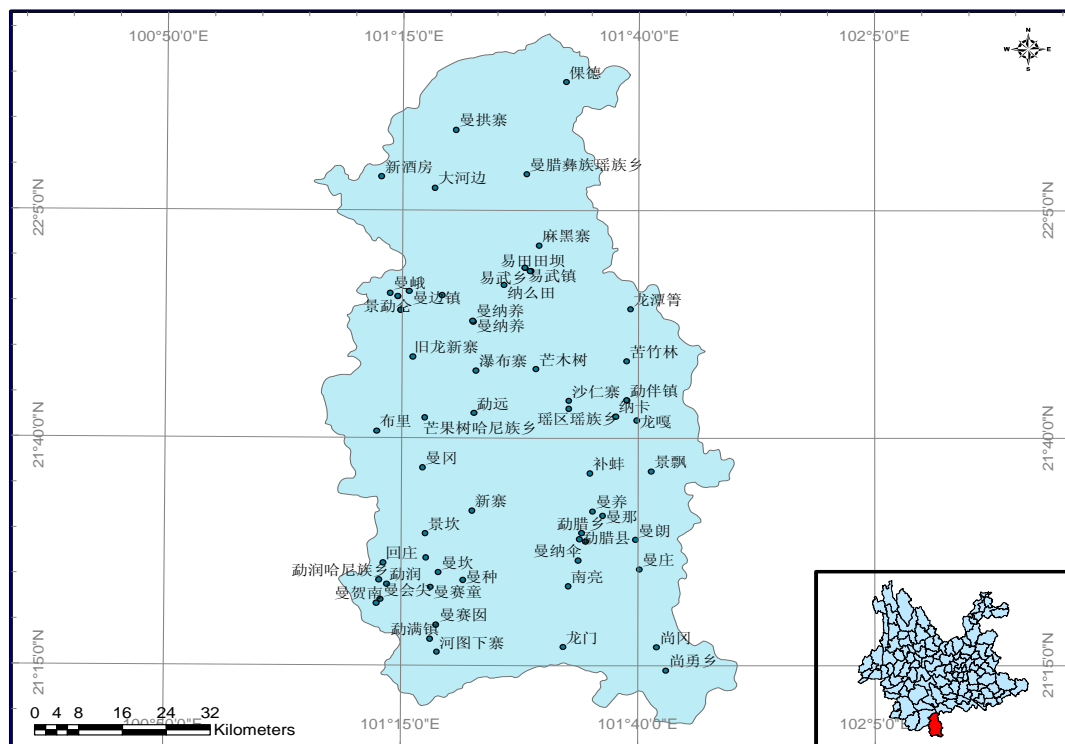 100°50'0"E
101°15'0"E
101°40'0"E
102°5'0"E
N
W E
S
倮德
曼拱寨
新酒房
曼腊彝族瑶族乡
大河边
22°5'0"N
22°5'0"N
麻黑寨
易田田坝
易武乡
易武镇
曼峨
纳么田
曼边镇
景勐仑
龙潭箐
曼纳养
曼纳养
旧龙新寨
瀑布寨
芒木树
苦竹林
沙仁寨
勐伴镇
勐远
瑶区瑶族乡
纳卡
布里
芒果树哈尼族乡
龙嘎
21°40'0"N
21°40'0"N
曼冈
补蚌
景飘
新寨
曼养
曼那
景坎
勐腊乡
勐腊县
曼朗
曼纳伞
回庄
曼庄
勐润哈尼族乡
勐润
曼坎
曼种
南亮
曼贺南
曼会尖
曼赛童
曼赛囡
勐满镇
河图下寨
龙门
尚冈
尚勇乡
21°15'0"N
21°15'0"N
0 4 8 16 24 32
Kilometers
101°15'0"E
101°40'0"E
102°5'0"E